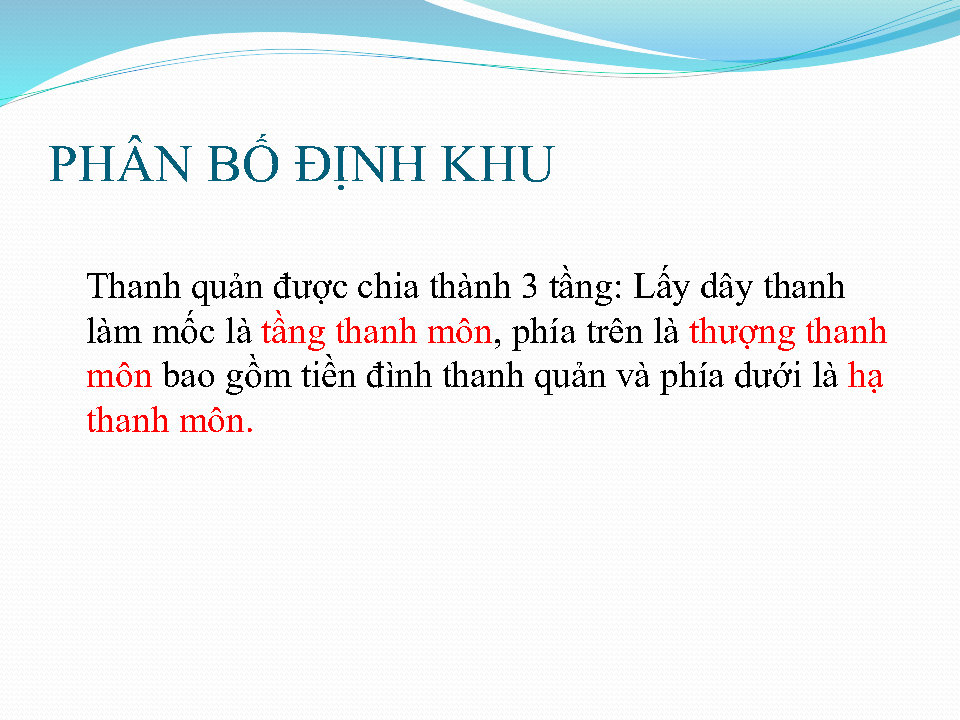 PHÂN BỐ ĐỊNH KHU
Thanh quản được chia thành 3 tầng: Lấy dây thanh
làm mốc là tầng thanh môn, phía trên là thượng thanh
môn bao gồm tiền đình thanh quản và phía dưới là hạ
thanh môn.